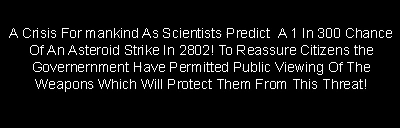 A Crisis For mankind As Scientists Predict A 1 In 300 Chance
Of An Asteroid Strike In 2802! To Reassure Citizens the
Governernment Have Permitted Public Viewing Of The
Weapons Which Will Protect Them From This Threat!